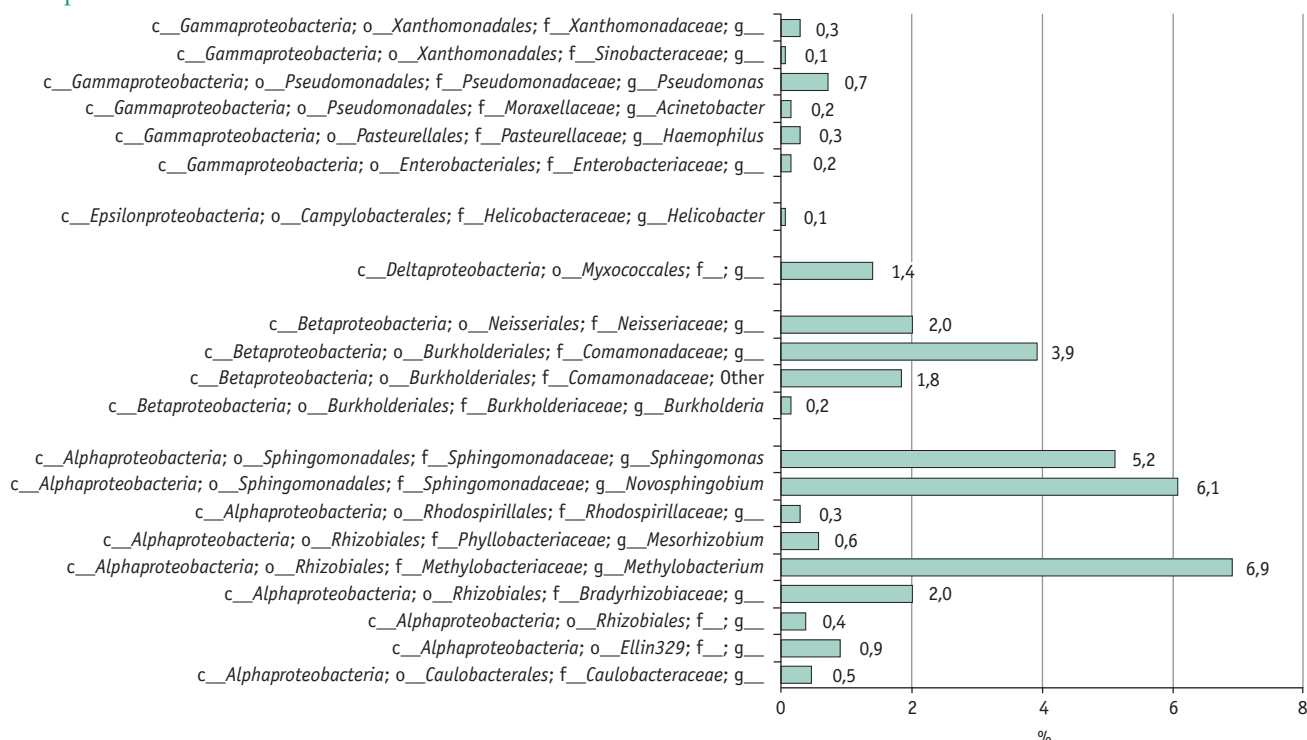 c__Gammaproteobacteria; o__Xanthomonadales; f__Xanthomonadaceae; g__ 0,3
c__Gammaproteobacteria; o__Xanthomonadales; f__Sinobacteraceae; g__ 0,1
c__Gammaproteobacteria; o__Pseudomonadales; f__Pseudomonadaceae; g__Pseudomonas 0,7
c__Gammaproteobacteria; o__Pseudomonadales; f__Moraxellaceae; g__Acinetobacter 0,2
c__Gammaproteobacteria; o__Pasteurellales; f__Pasteurellaceae; g__Haemophilus 0,3
c__Gammaproteobacteria; o__Enterobacteriales; f__Enterobacteriaceae; g__ 0,2
c__Epsilonproteobacteria; o__Campylobacterales; f__Helicobacteraceae; g__Helicobacter 0,1
c__Deltaproteobacteria; o__Myxococcales; f__; g__ 1,4
c__Betaproteobacteria; o__Neisseriales; f__Neisseriaceae; g__ 2,0
c__Betaproteobacteria; o__Burkholderiales; f__Comamonadaceae; g__ 3,9
c__Betaproteobacteria; o__Burkholderiales; f__Comamonadaceae; Other 1,8
c__Betaproteobacteria; o__Burkholderiales; f__Burkholderiaceae; g__Burkholderia 0,2
c__Alphaproteobacteria; o__Sphingomonadales; f__Sphingomonadaceae; g__Sphingomonas 5,2
c__Alphaproteobacteria; o__Sphingomonadales; f__Sphingomonadaceae; g__Novosphingobium 6,1
c__Alphaproteobacteria; o__Rhodospirillales; f__Rhodospirillaceae; g__ 0,3
c__Alphaproteobacteria; o__Rhizobiales; f__Phyllobacteriaceae; g__Mesorhizobium 0,6
c__Alphaproteobacteria; o__Rhizobiales; f__Methylobacteriaceae; g__Methylobacterium 6,9
c__Alphaproteobacteria; o__Rhizobiales; f__Bradyrhizobiaceae; g__ 2,0
c__Alphaproteobacteria; o__Rhizobiales; f__; g__ 0,4
c__Alphaproteobacteria; o__Ellin329; f__; g__ 0,9
c__Alphaproteobacteria; o__Caulobacterales; f__Caulobacteraceae; g__ 0,5
0 2 4 6 8
%